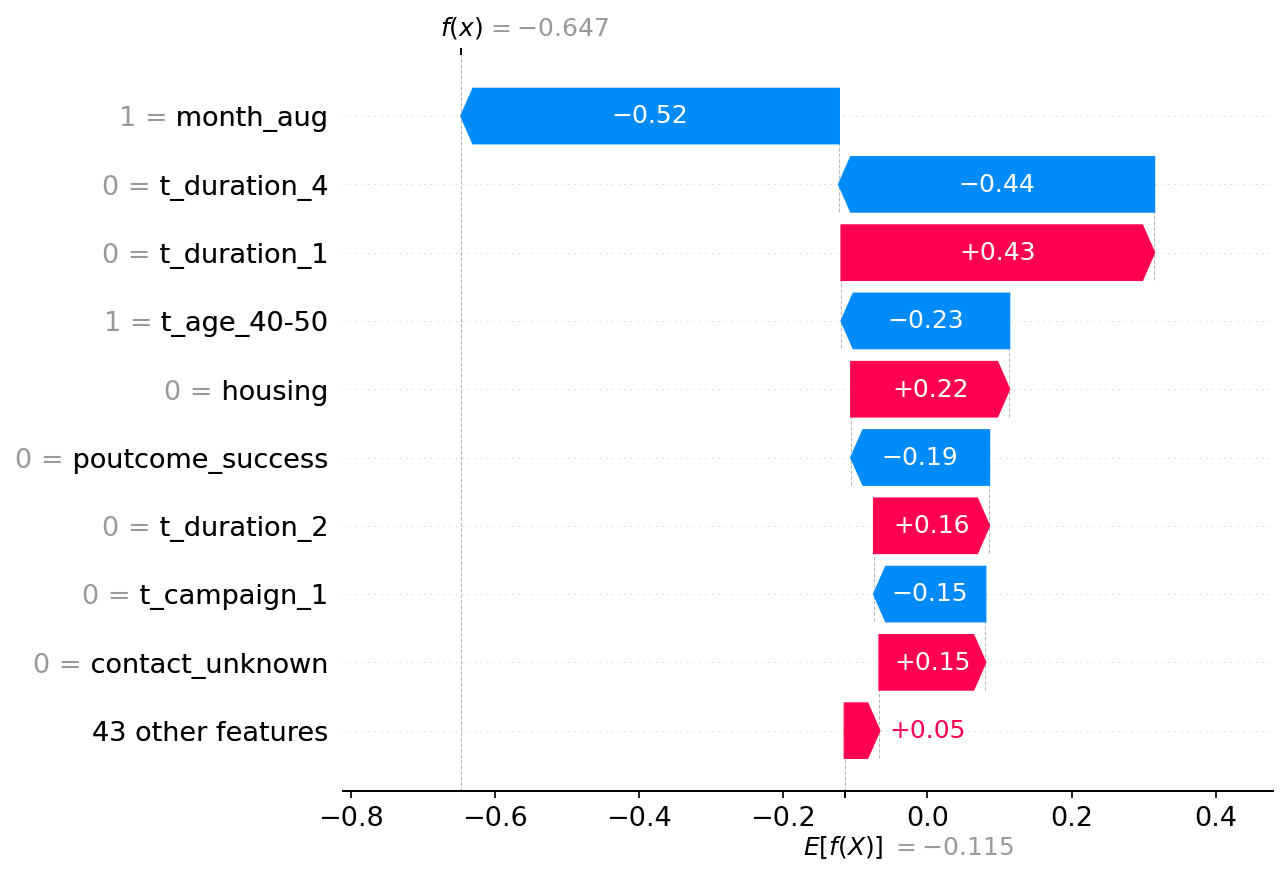 f(x) = −0.647
1 = month_aug
−0.52
0 = t_duration_4
−0.44
0 = t_duration_1
+0.43
1 = t_age_40-50
−0.23
0 = housing
+0.22
0 = poutcome_success
−0.19
0 = t_duration_2
+0.16
0 = t_campaign_1
−0.15
0 = contact_unknown
+0.15
43 other features
+0.05
−0.8 −0.6 −0.4 −0.2 0.0 0.2 0.4
E[f(X)] = −0.115